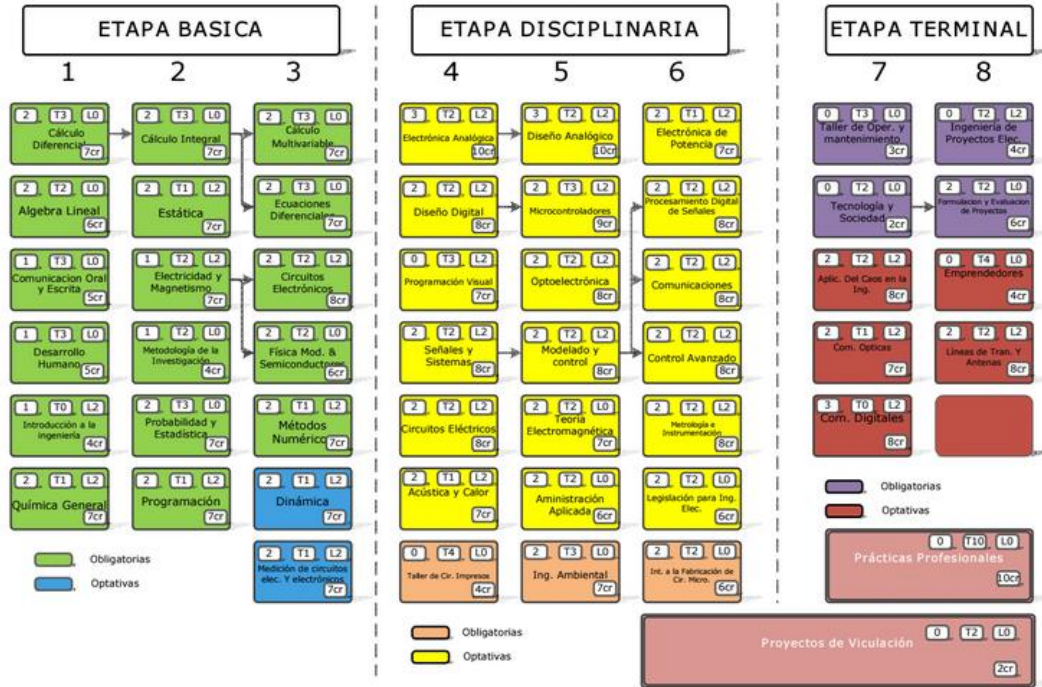 ETAPA BASICA
ETAPA DISCIPLINARIA
ETAPA TERMINAL
1 2 3 4 5 6 7 8
2 T3 L0
Cálculo
Diferencial
7cr
2 T3 L0
Cálculo Integral
7cr
2 T3 L0
Cálculo
Multivariable
7cr
3 T2 L2
Electrónica Analógica
10cr
3 T2 L2
Diseño Analógico
10cr
2 T1 L2
Electrónica de
Potencia
7cr
0 T3 L0
Taller de Oper. y
mantenimiento
3cr
0 T2 L2
Ingeniería de
Proyectos Elec.
4cr
2 T2 L0
Algebra Lineal
6cr
2 T1 L2
Estática
7cr
2 T3 L0
Ecuaciones
Diferenciales
7cr
2 T2 L2
Diseño Digital
8cr
2 T3 L2
Microcontroladores
9cr
2 T2 L2
Procesamiento Digital
de Señales
8cr
0 T2 L0
Tecnología y
Sociedad
2cr
2 T2 L0
Formulacion y Evaluacion
de Proyectos
6cr
1 T3 L0
Comunicacion Oral
y Escrita
5cr
1 T2 L2
Electricidad y
Magnetismo
7cr
2 T2 L2
Circuitos
Electrónicos
8cr
0 T3 L2
Programación Visual
7cr
2 T2 L2
Optoelectrónica
8cr
2 T2 L2
Comunicaciones
8cr
2 T2 L2
Aplic. Del Caos en la
Ing.
8cr
0 T4 L0
Emprendedores
4cr
1 T3 L0
Desarrollo
Humano
5cr
1 T2 L0
Metodología de la
Investigación
4cr
2 T2 L0
Física Mod. &
Semiconductores
6cr
2 T2 L2
Señales y
Sistemas
8cr
2 T2 L2
Modelado y
control
8cr
2 T2 L2
Control Avanzado
8cr
2 T1 L2
Com. Opticas
7cr
2 T2 L2
Lineas de Tran. Y
Antenas
8cr
1 T0 L2
Introducción a la
ingeniería
4cr
2 T3 L0
Probabilidad y
Estadística
7cr
2 T1 L2
Métodos
Numéricos
7cr
2 T2 L2
Circuitos Eléctricos
8cr
2 T2 L0
Teoría
Electromagnética
7cr
2 T2 L2
Metrología e
Instrumentación
8cr
3 T0 L2
Com. Digitales
8cr
2 T1 L2
Química General
7cr
2 T1 L2
Programación
7cr
2 T1 L2
Dinámica
7cr
2 T1 L2
Acústica y Calor
7cr
2 T2 L0
Aministración
Aplicada
6cr
2 T2 L0
Legislación para Ing.
Elec.
6cr
Obligatorias
Optativas
Obligatorias
Optativas
2 T1 L2
Medición de circuitos
elec. Y electrónicos
7cr
0 T4 L0
Taller de Cir. Impresos
4cr
2 T3 L0
Ing. Ambiental
7cr
2 T2 L0
Int. a la Fabricación de
Cir. Micro.
6cr
0 T10 L0
Prácticas Profesionales
10cr
Obligatorias
Optativas
0 T2 L0
Proyectos de Viculación
2cr